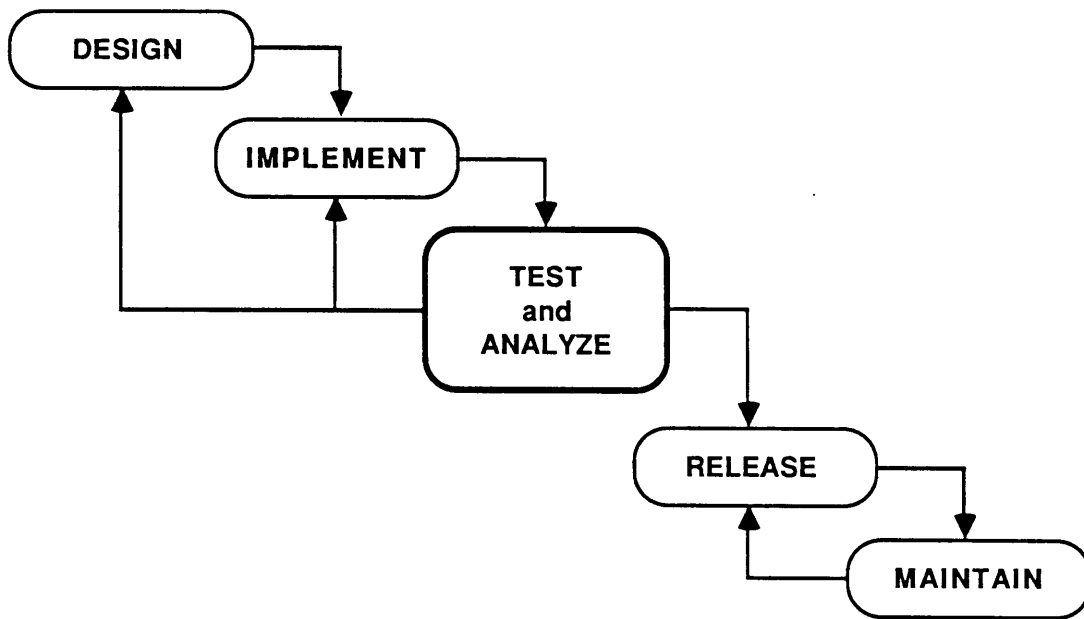 DESIGN
IMPLEMENT
TEST
and
ANALYZE
RELEASE
MAINTAIN